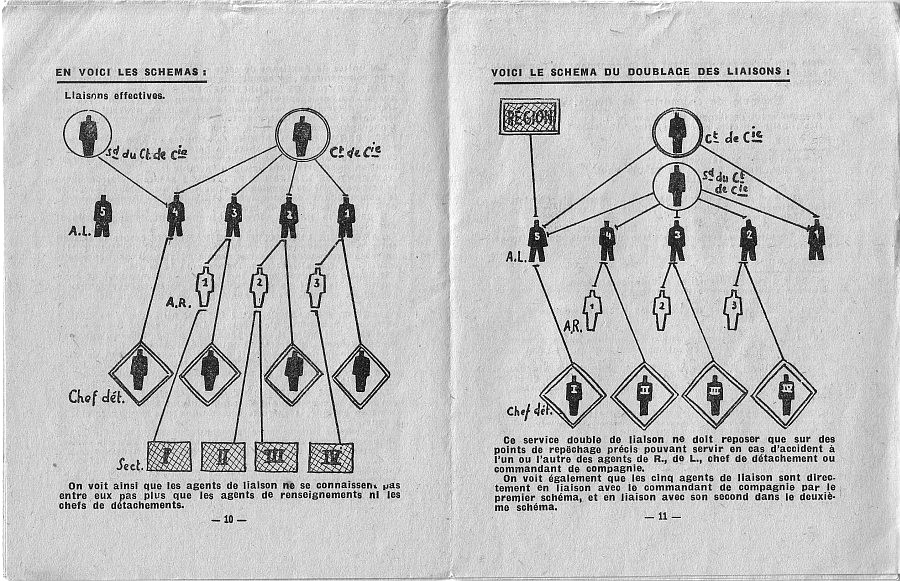 EN VOICI LES SCHEMAS :
Liaisons effectives.
Sd du Ct. de Cie
Ct de Cie
5 4 3 2 1
A.L.
1 2 3
A.R.
Chef dét.
Sect. I II III IV
On voit ainsi que les agents de liaison ne se connaissent pas
entre eux pas plus que les agents de renseignements ni les
chefs de détachements.
— 10 —
VOICI LE SCHEMA DU DOUBLAGE DES LIAISONS :
RÉGION
Ct de Cie
Sd du Ct
de Cie
5 4 3 2 1
A.L.
1 2 3
A.R.
I II III IV
Chef dét.
Ce service double de liaison ne doit reposer que sur des
points de repêchage précis pouvant servir en cas d'accident à
l'un ou l'autre des agents de R., de L., chef de détachement ou
commandant de compagnie.
On voit également que les cinq agents de liaison sont direc-
tement en liaison avec le commandant de compagnie par le
premier schéma, et en liaison avec son second dans le deuxiè-
me schéma.
— 11 —